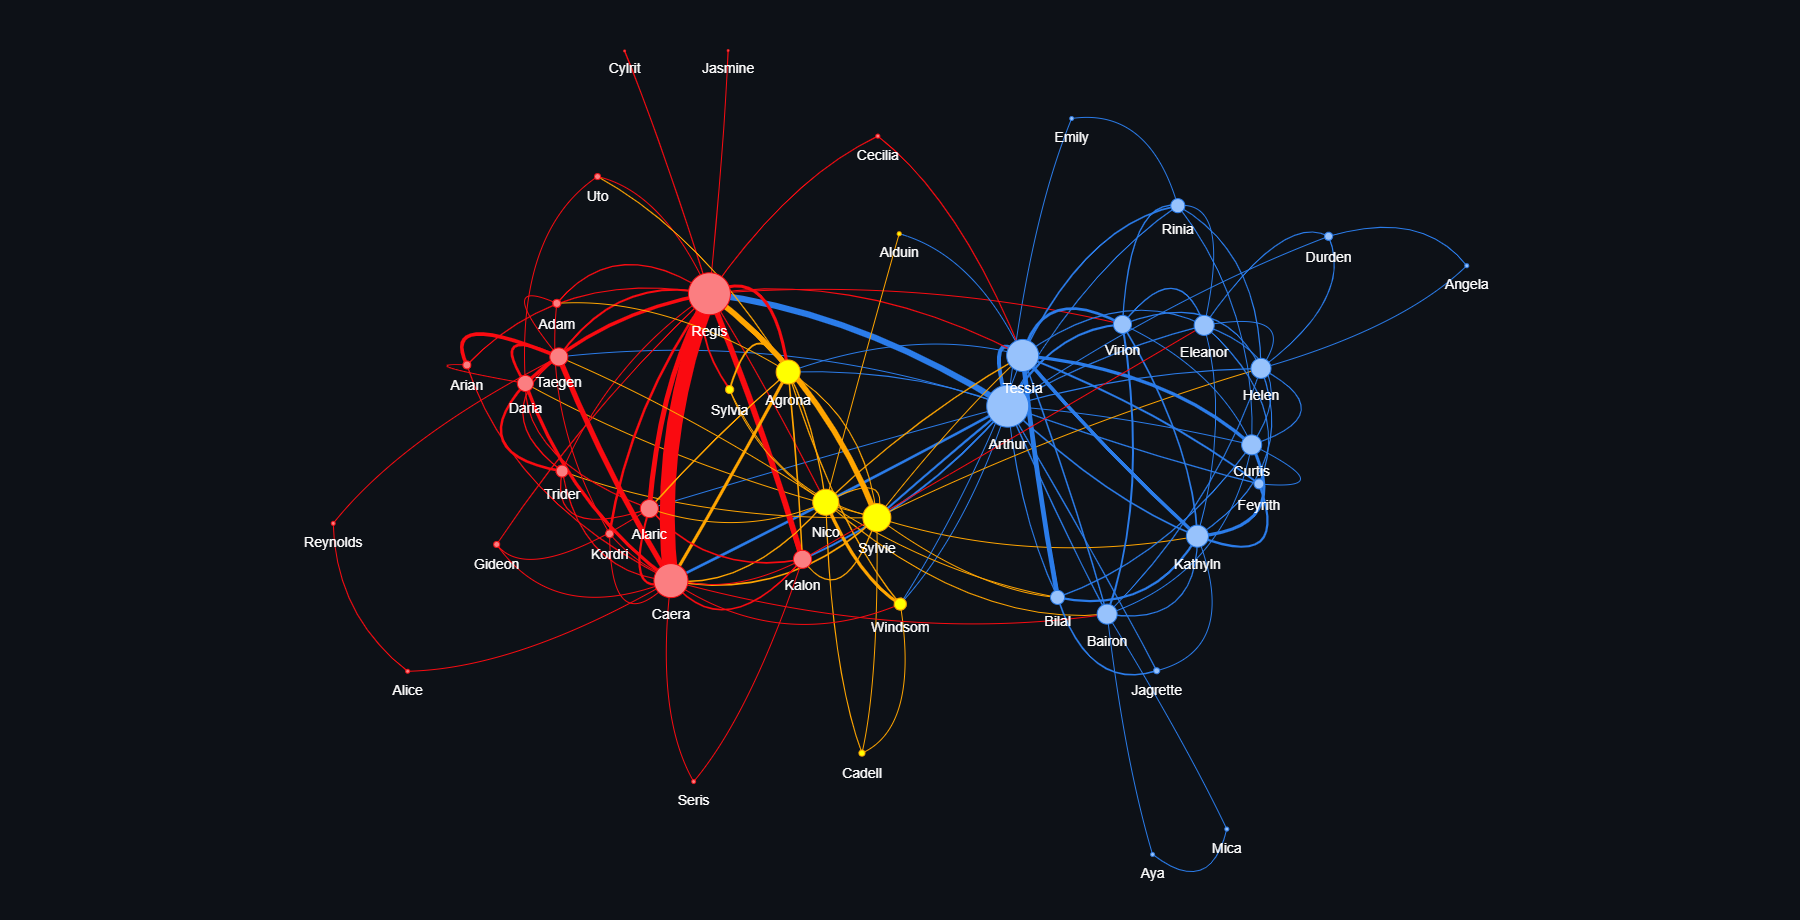 Cylrit
Jasmine
Emily
Cecilia
Uto
Rinia
Alduin
Durden
Angela
Adam
Regis
Virion
Eleanor
Arian
Taegen
Tessia
Helen
Daria
Sylvia
Agrona
Arthur
Curtis
Trider
Feyrith
Alaric
Nico
Sylvie
Reynolds
Gideon
Kordri
Kathyln
Kalon
Caera
Windsom
Bilal
Bairon
Alice
Jagrette
Cadell
Seris
Mica
Aya